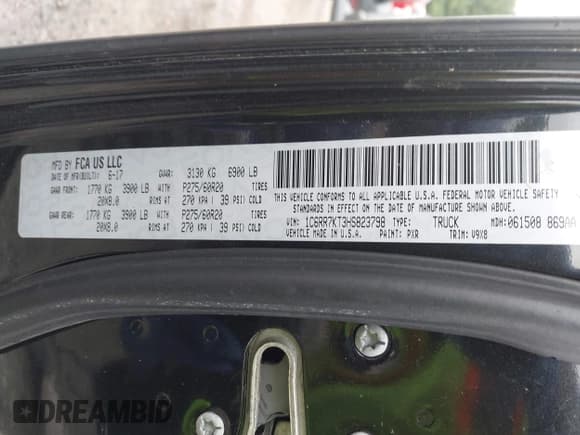 MFD BY FCA US LLC
DATE OF MFR(BUILT): 6-17 GVWR: 3130 KG 6900 LB
GAWR FRONT: 1770 KG 3900 LB WITH P275/60R20 TIRES
20X8.0 RIMS AT 270 KPA ( 39 PSI) COLD
GAWR REAR: 1770 KG 3900 LB WITH P275/60R20 TIRES
20X8.0 RIMS AT 270 KPA ( 39 PSI) COLD
THIS VEHICLE CONFORMS TO ALL APPLICABLE U.S.A. FEDERAL MOTOR VEHICLE SAFETY
STANDARDS IN EFFECT ON THE DATE OF MANUFACTURE SHOWN ABOVE.
VIN: 1C6RR7KT3HS823798 TYPE: TRUCK MDH: 061508 869AA
VEHICLE MADE IN U.S.A. PAINT: PXR TRIM: V9X8
DREAMBID